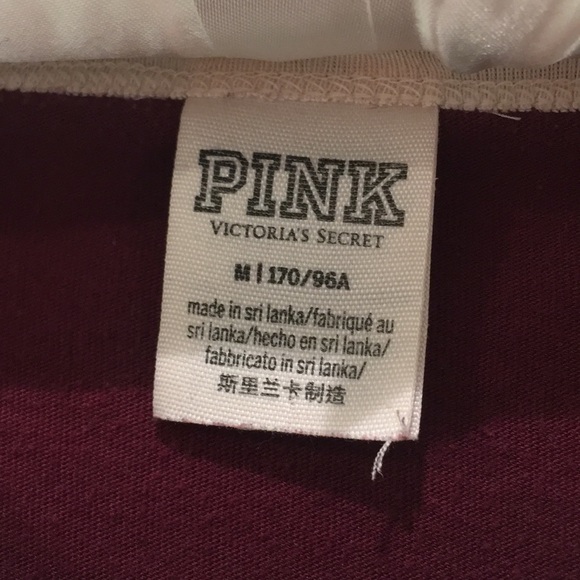 PINK
VICTORIA'S SECRET
M | 170/96A
made in sri lanka/fabriqué au
sri lanka/hecho en sri lanka/
fabbricato in sri lanka/
斯里兰卡制造